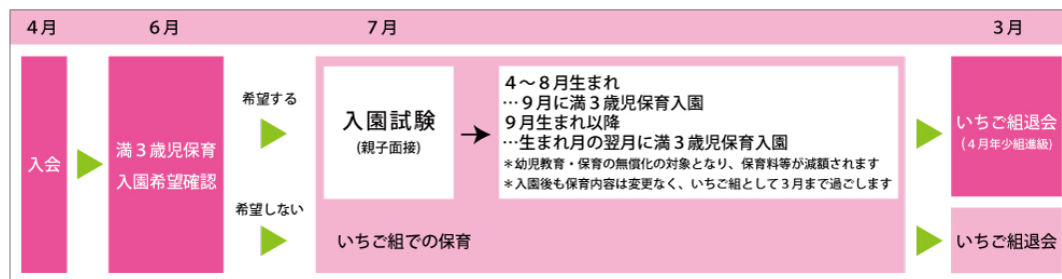 4月
6月
7月
3月
入会
満３歳児保育
入園希望確認
希望する
入園試験
(親子面接)
４～８月生まれ
…９月に満３歳児保育入園
９月生まれ以降
…生まれ月の翌月に満３歳児保育入園
＊幼児教育・保育の無償化の対象となり、保育料等が減額されます
＊入園後も保育内容は変更なく、いちご組として３月まで過ごします
いちご組退会
(４月年少組進級)
希望しない
いちご組での保育
いちご組退会